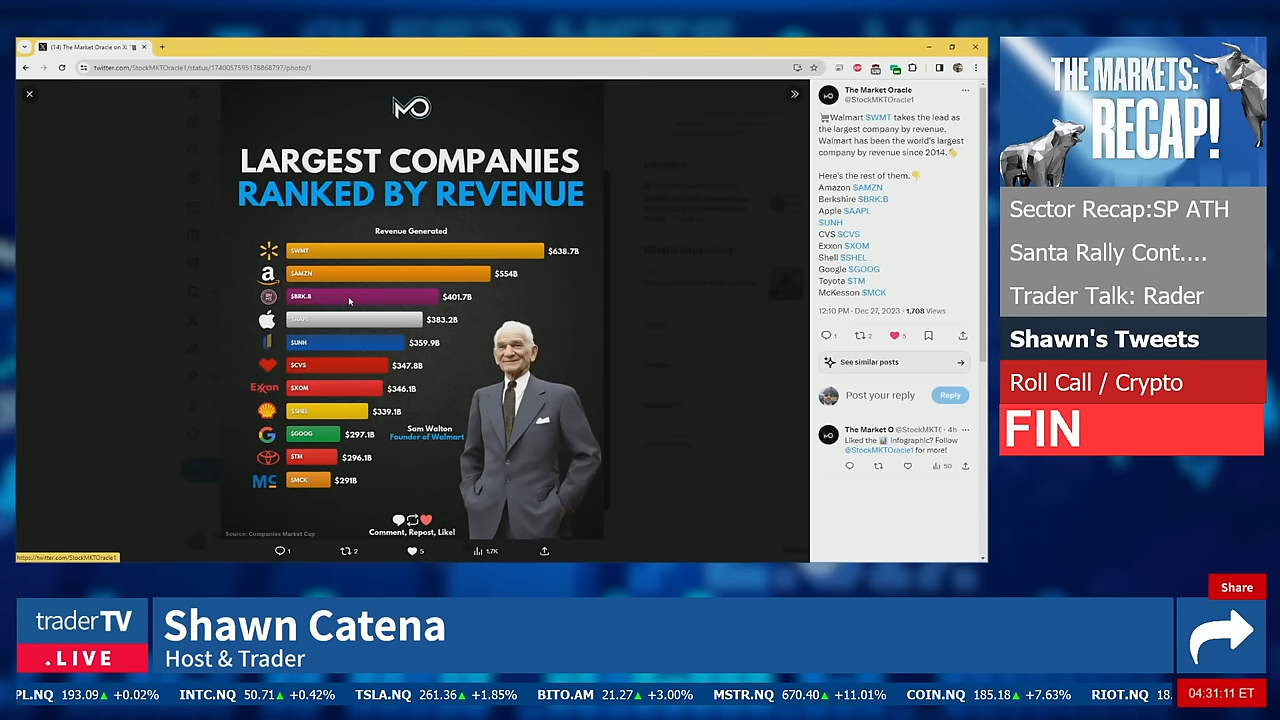 (14) The Market Oracle on X: "
twitter.com/StockMKTOracle1/status/1740057595178868797/photo/1
MO
LARGEST COMPANIES
RANKED BY REVENUE
Revenue Generated
$WMT $638.7B
a $AMZN $554B
$BRK.B $401.7B
$AAPL $383.2B
$UNH $359.9B
$CVS $347.8B
Exxon $XOM $346.1B
$SHEL $339.1B
G $GOOG $297.1B
$TM $296.1B
MC $MCK $291B
Sam Walton
Founder of Walmart
Comment, Repost, Like!
Source: Companies Market Cap
1 2 5 1.7K
https://twitter.com/StockMKTOracle1
The Market Oracle
@StockMKTOracle1
Walmart $WMT takes the lead as
the largest company by revenue.
Walmart has been the world's largest
company by revenue since 2014.
Here's the rest of them.
Amazon $AMZN
Berkshire $BRK.B
Apple $AAPL
$UNH
CVS $CVS
Exxon $XOM
Shell $SHEL
Google $GOOG
Toyota $TM
McKesson $MCK
12:10 PM · Dec 27, 2023 · 1,708 Views
1 2 5
See similar posts
Post your reply Reply
The Market O @StockMKTO · 4h
Liked the infographic? Follow
@StockMKTOracle1 for more!
50
THE MARKETS:
RECAP!
Sector Recap:SP ATH
Santa Rally Cont....
Trader Talk: Rader
Shawn's Tweets
Roll Call / Crypto
FIN
Share
traderTV
.LIVE
Shawn Catena
Host & Trader
PL.NQ 193.09▲ +0.02% INTC.NQ 50.71▲ +0.42% TSLA.NQ 261.36▲ +1.85% BITO.AM 21.27▲ +3.00% MSTR.NQ 670.40▲ +11.01% COIN.NQ 185.18▲ +7.63% RIOT.NQ 18.
04:31:11 ET